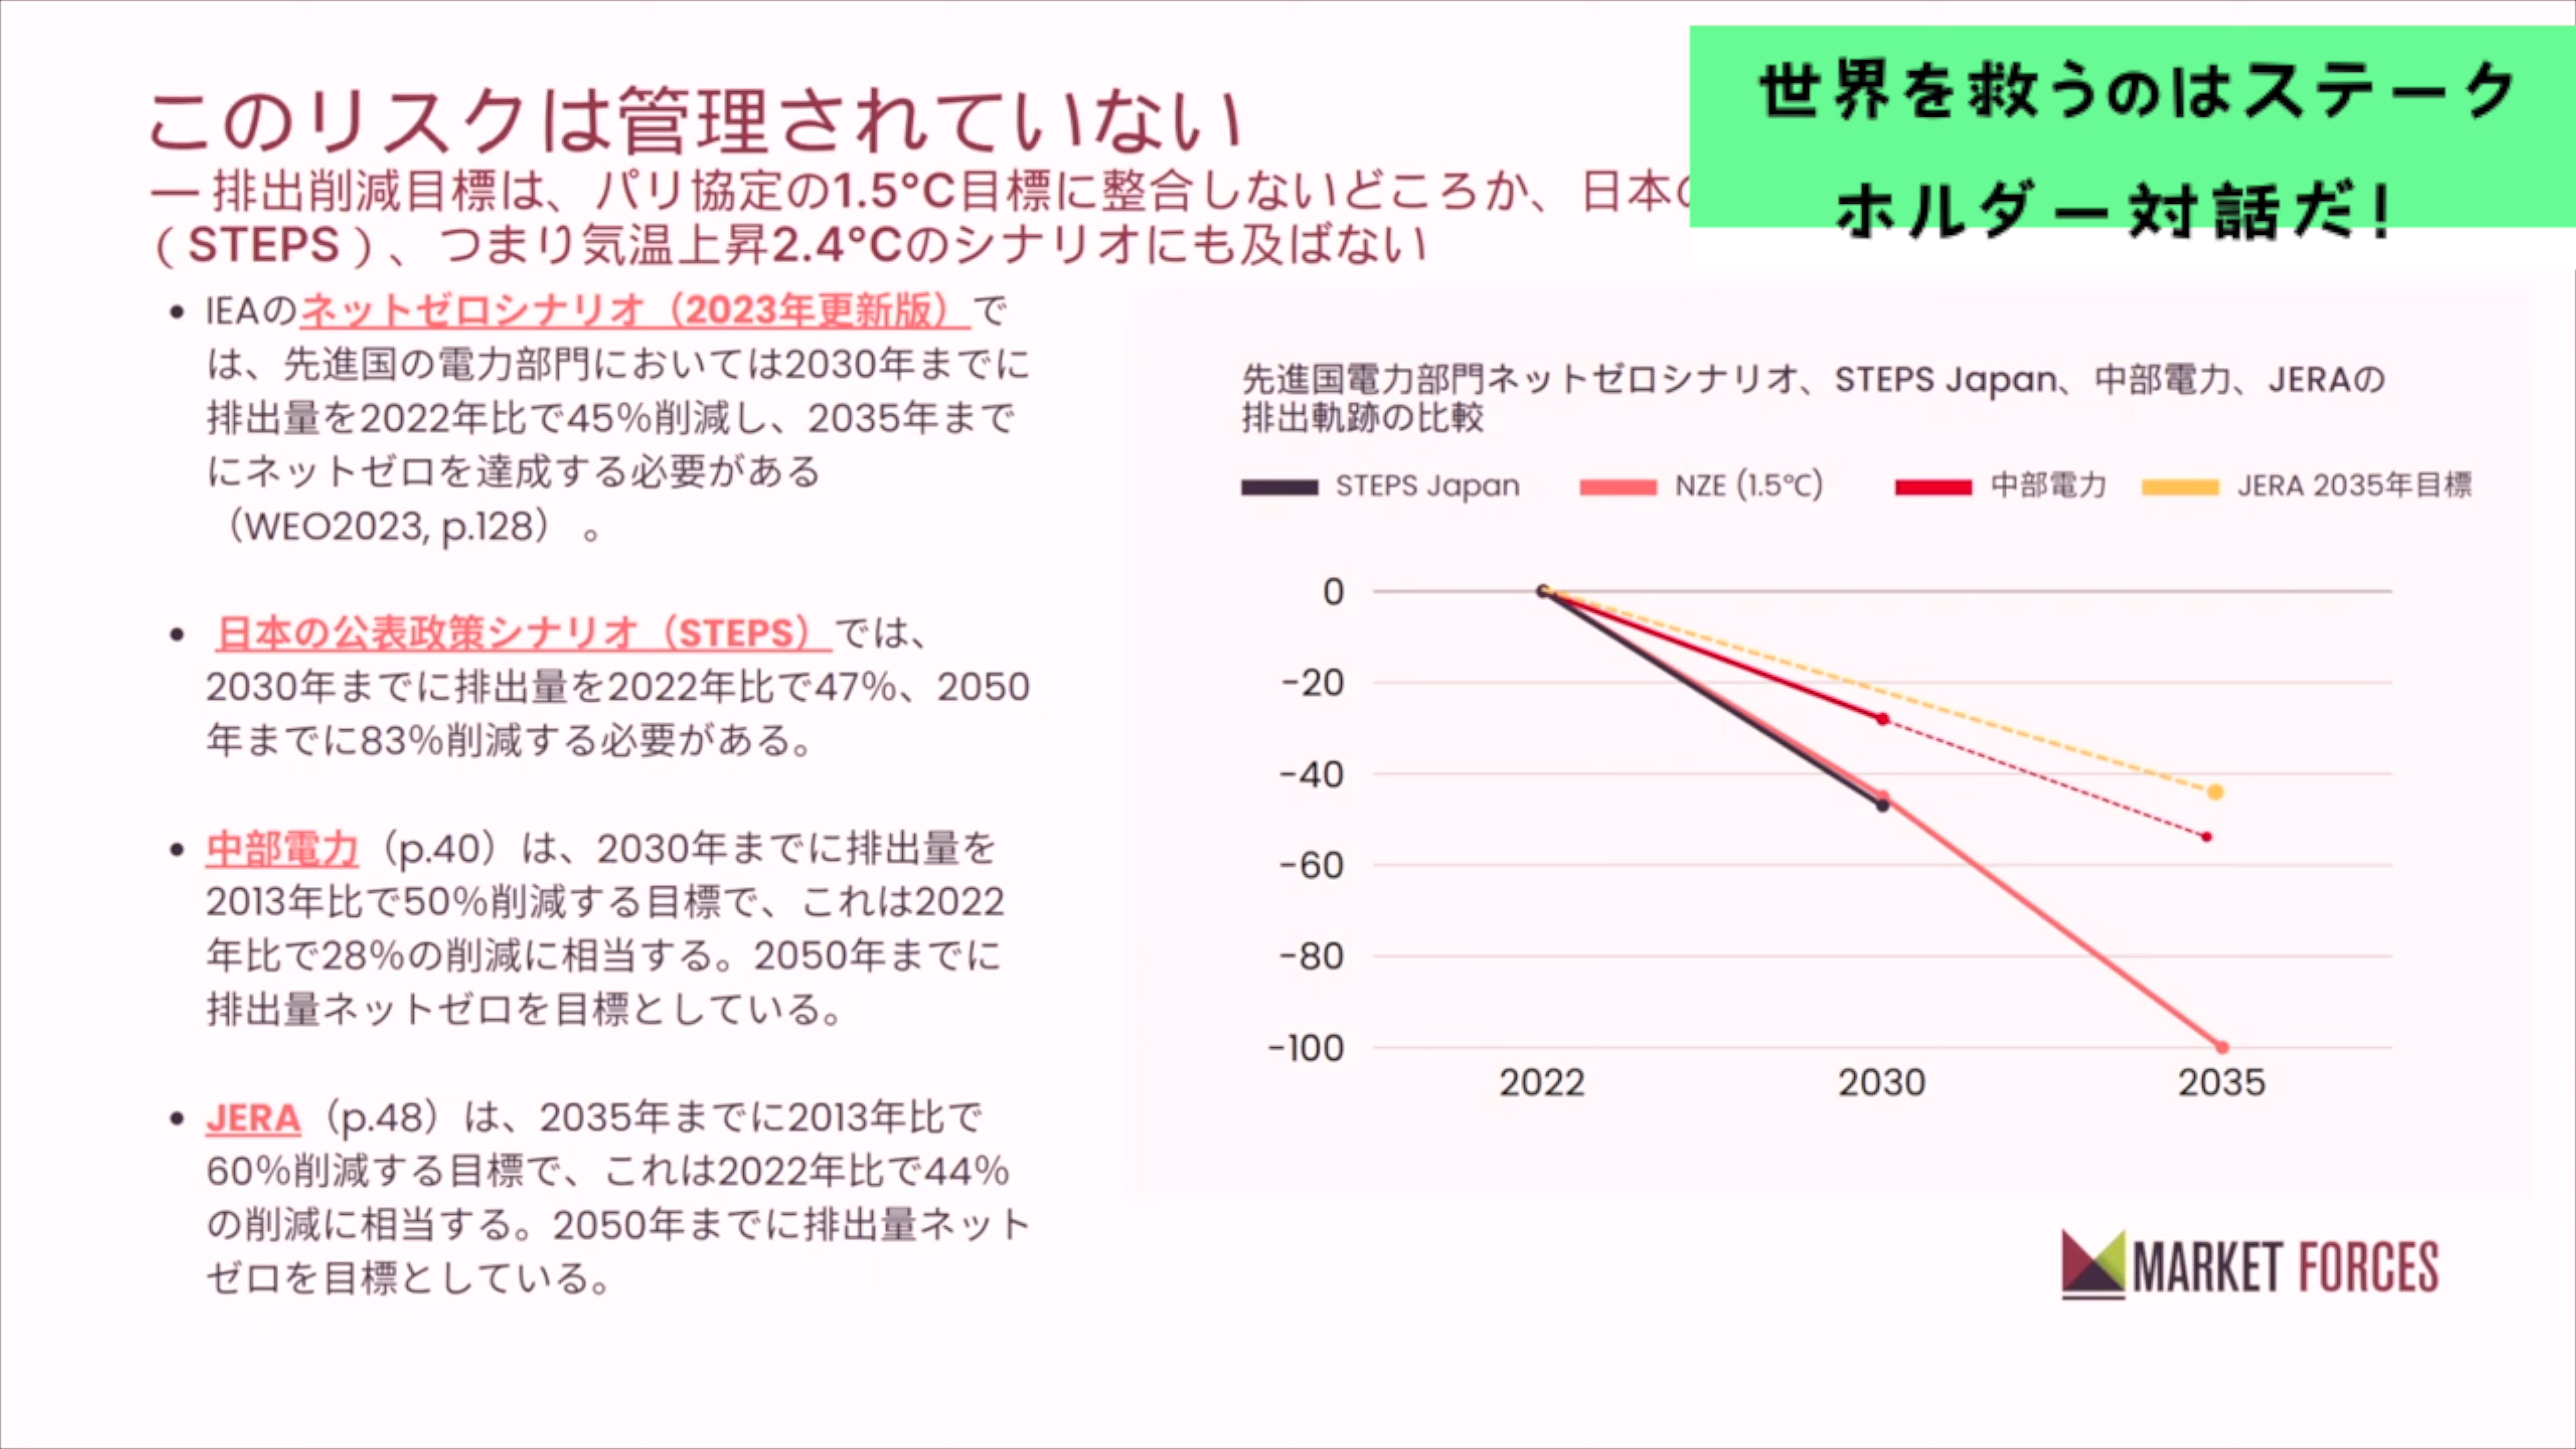 このリスクは管理されていない
— 排出削減目標は、パリ協定の1.5°C目標に整合しないどころか、日本
（STEPS）、つまり気温上昇2.4°Cのシナリオにも及ばない
世界を救うのはステーク
ホルダー対話だ！
• IEAのネットゼロシナリオ（2023年更新版）で
は、先進国の電力部門においては2030年までに
排出量を2022年比で45%削減し、2035年まで
にネットゼロを達成する必要がある
（WEO2023, p.128）。
• 日本の公表政策シナリオ（STEPS）では、
2030年までに排出量を2022年比で47%、2050
年までに83%削減する必要がある。
• 中部電力（p.40）は、2030年までに排出量を
2013年比で50%削減する目標で、これは2022
年比で28%の削減に相当する。2050年までに
排出量ネットゼロを目標としている。
• JERA（p.48）は、2035年までに2013年比で
60%削減する目標で、これは2022年比で44%
の削減に相当する。2050年までに排出量ネット
ゼロを目標としている。
先進国電力部門ネットゼロシナリオ、STEPS Japan、中部電力、JERAの
排出軌跡の比較
STEPS Japan NZE (1.5℃) 中部電力 JERA 2035年目標
0
-20
-40
-60
-80
-100
2022 2030 2035
MARKET FORCES